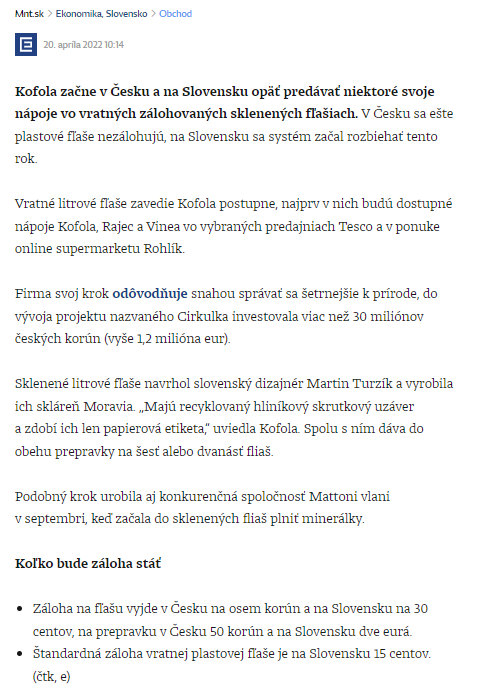 Mnt.sk > Ekonomika, Slovensko > Obchod
E 20. apríla 2022 10:14
Kofola začne v Česku a na Slovensku opäť predávať niektoré svoje
nápoje vo vratných zálohovaných sklenených fľašiach. V Česku sa ešte
plastové fľaše nezálohujú, na Slovensku sa systém začal rozbiehať tento
rok.
Vratné litrové fľaše zavedie Kofola postupne, najprv v nich budú dostupné
nápoje Kofola, Rajec a Vinea vo vybraných predajniach Tesco a v ponuke
online supermarketu Rohlík.
Firma svoj krok odôvodňuje snahou správať sa šetrnejšie k prírode, do
vývoja projektu nazvaného Cirkulka investovala viac než 30 miliónov
českých korún (vyše 1,2 milióna eur).
Sklenené litrové fľaše navrhol slovenský dizajnér Martin Turzík a vyrobila
ich skláreň Moravia. „Majú recyklovaný hliníkový skrutkový uzáver
a zdobí ich len papierová etiketa,“ uviedla Kofola. Spolu s ním dáva do
obehu prepravky na šesť alebo dvanásť fliaš.
Podobný krok urobila aj konkurenčná spoločnosť Mattoni vlani
v septembri, keď začala do sklenených fliaš plniť minerálky.
Koľko bude záloha stáť
• Záloha na fľašu vyjde v Česku na osem korún a na Slovensku na 30
centov, na prepravku v Česku 50 korún a na Slovensku dve eurá.
• Štandardná záloha vratnej plastovej fľaše je na Slovensku 15 centov.
(čtk, e)